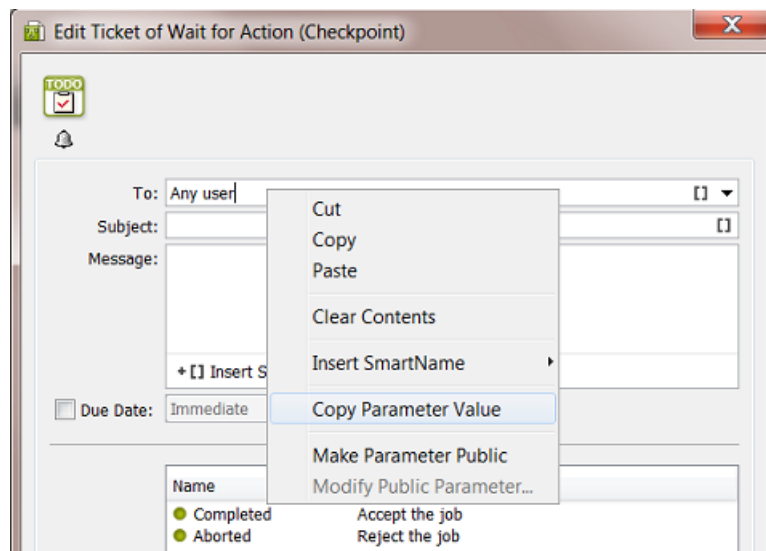 Edit Ticket of Wait for Action (Checkpoint)
TODO
To: Any user [] 
Subject: []
Message:
Cut
Copy
Paste
Clear Contents
Insert SmartName
Copy Parameter Value
Make Parameter Public
Modify Public Parameter...
+[] Insert S
Due Date: Immediate
Name
Completed Accept the job
Aborted Reject the job